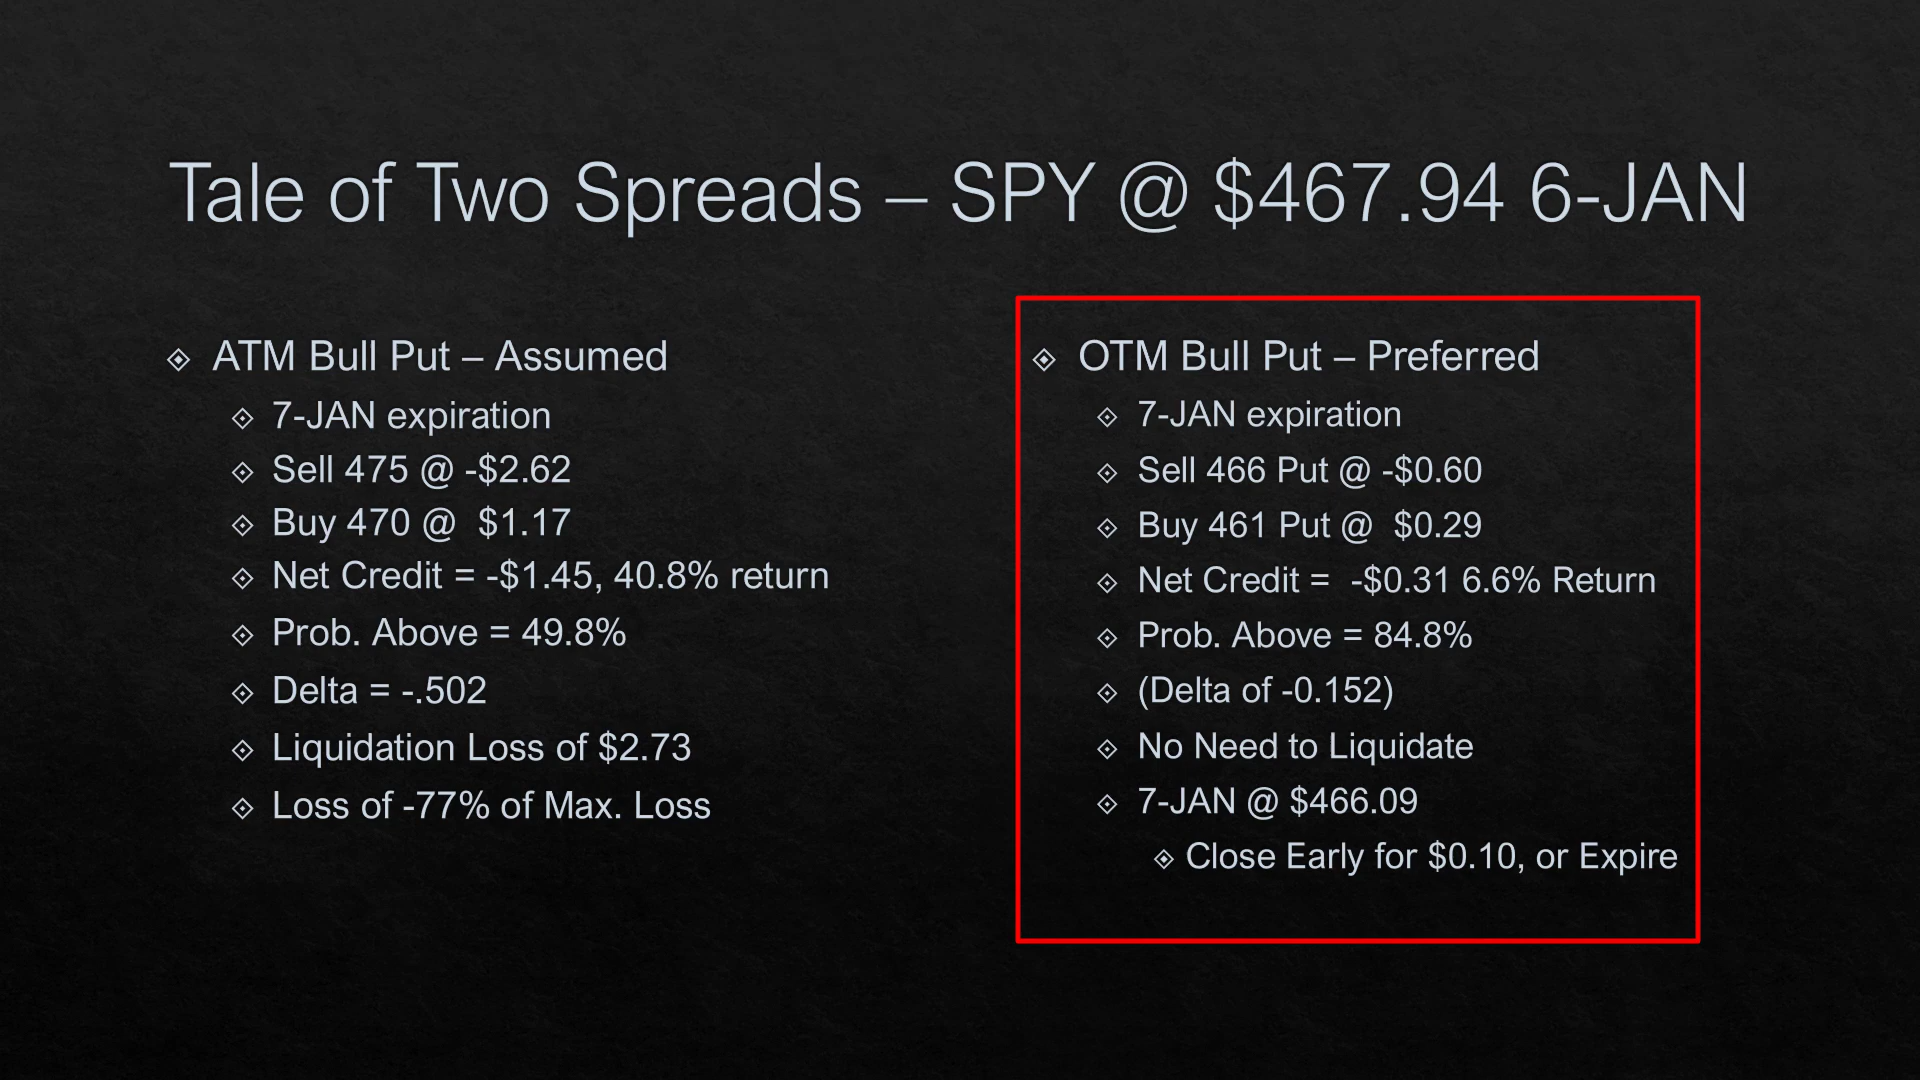 Tale of Two Spreads – SPY @ $467.94 6-JAN
ATM Bull Put – Assumed
7-JAN expiration
Sell 475 @ -$2.62
Buy 470 @  $1.17
Net Credit = -$1.45, 40.8% return
Prob. Above = 49.8%
Delta = -.502
Liquidation Loss of $2.73
Loss of -77% of Max. Loss
OTM Bull Put – Preferred
7-JAN expiration
Sell 466 Put @ -$0.60
Buy 461 Put @  $0.29
Net Credit =  -$0.31 6.6% Return
Prob. Above = 84.8%
(Delta of -0.152)
No Need to Liquidate
7-JAN @ $466.09
Close Early for $0.10, or Expire